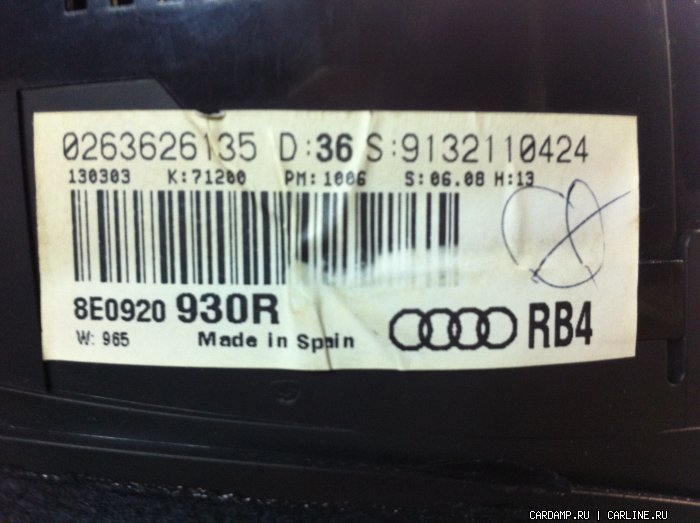 0263626135 D:36 S:9132110424
130303 K:71200 PM:1006 S:06.08 H:13
8E0920 930R RB4
W: 965 Made in Spain
CARDAMP.RU | CARLINE.RU